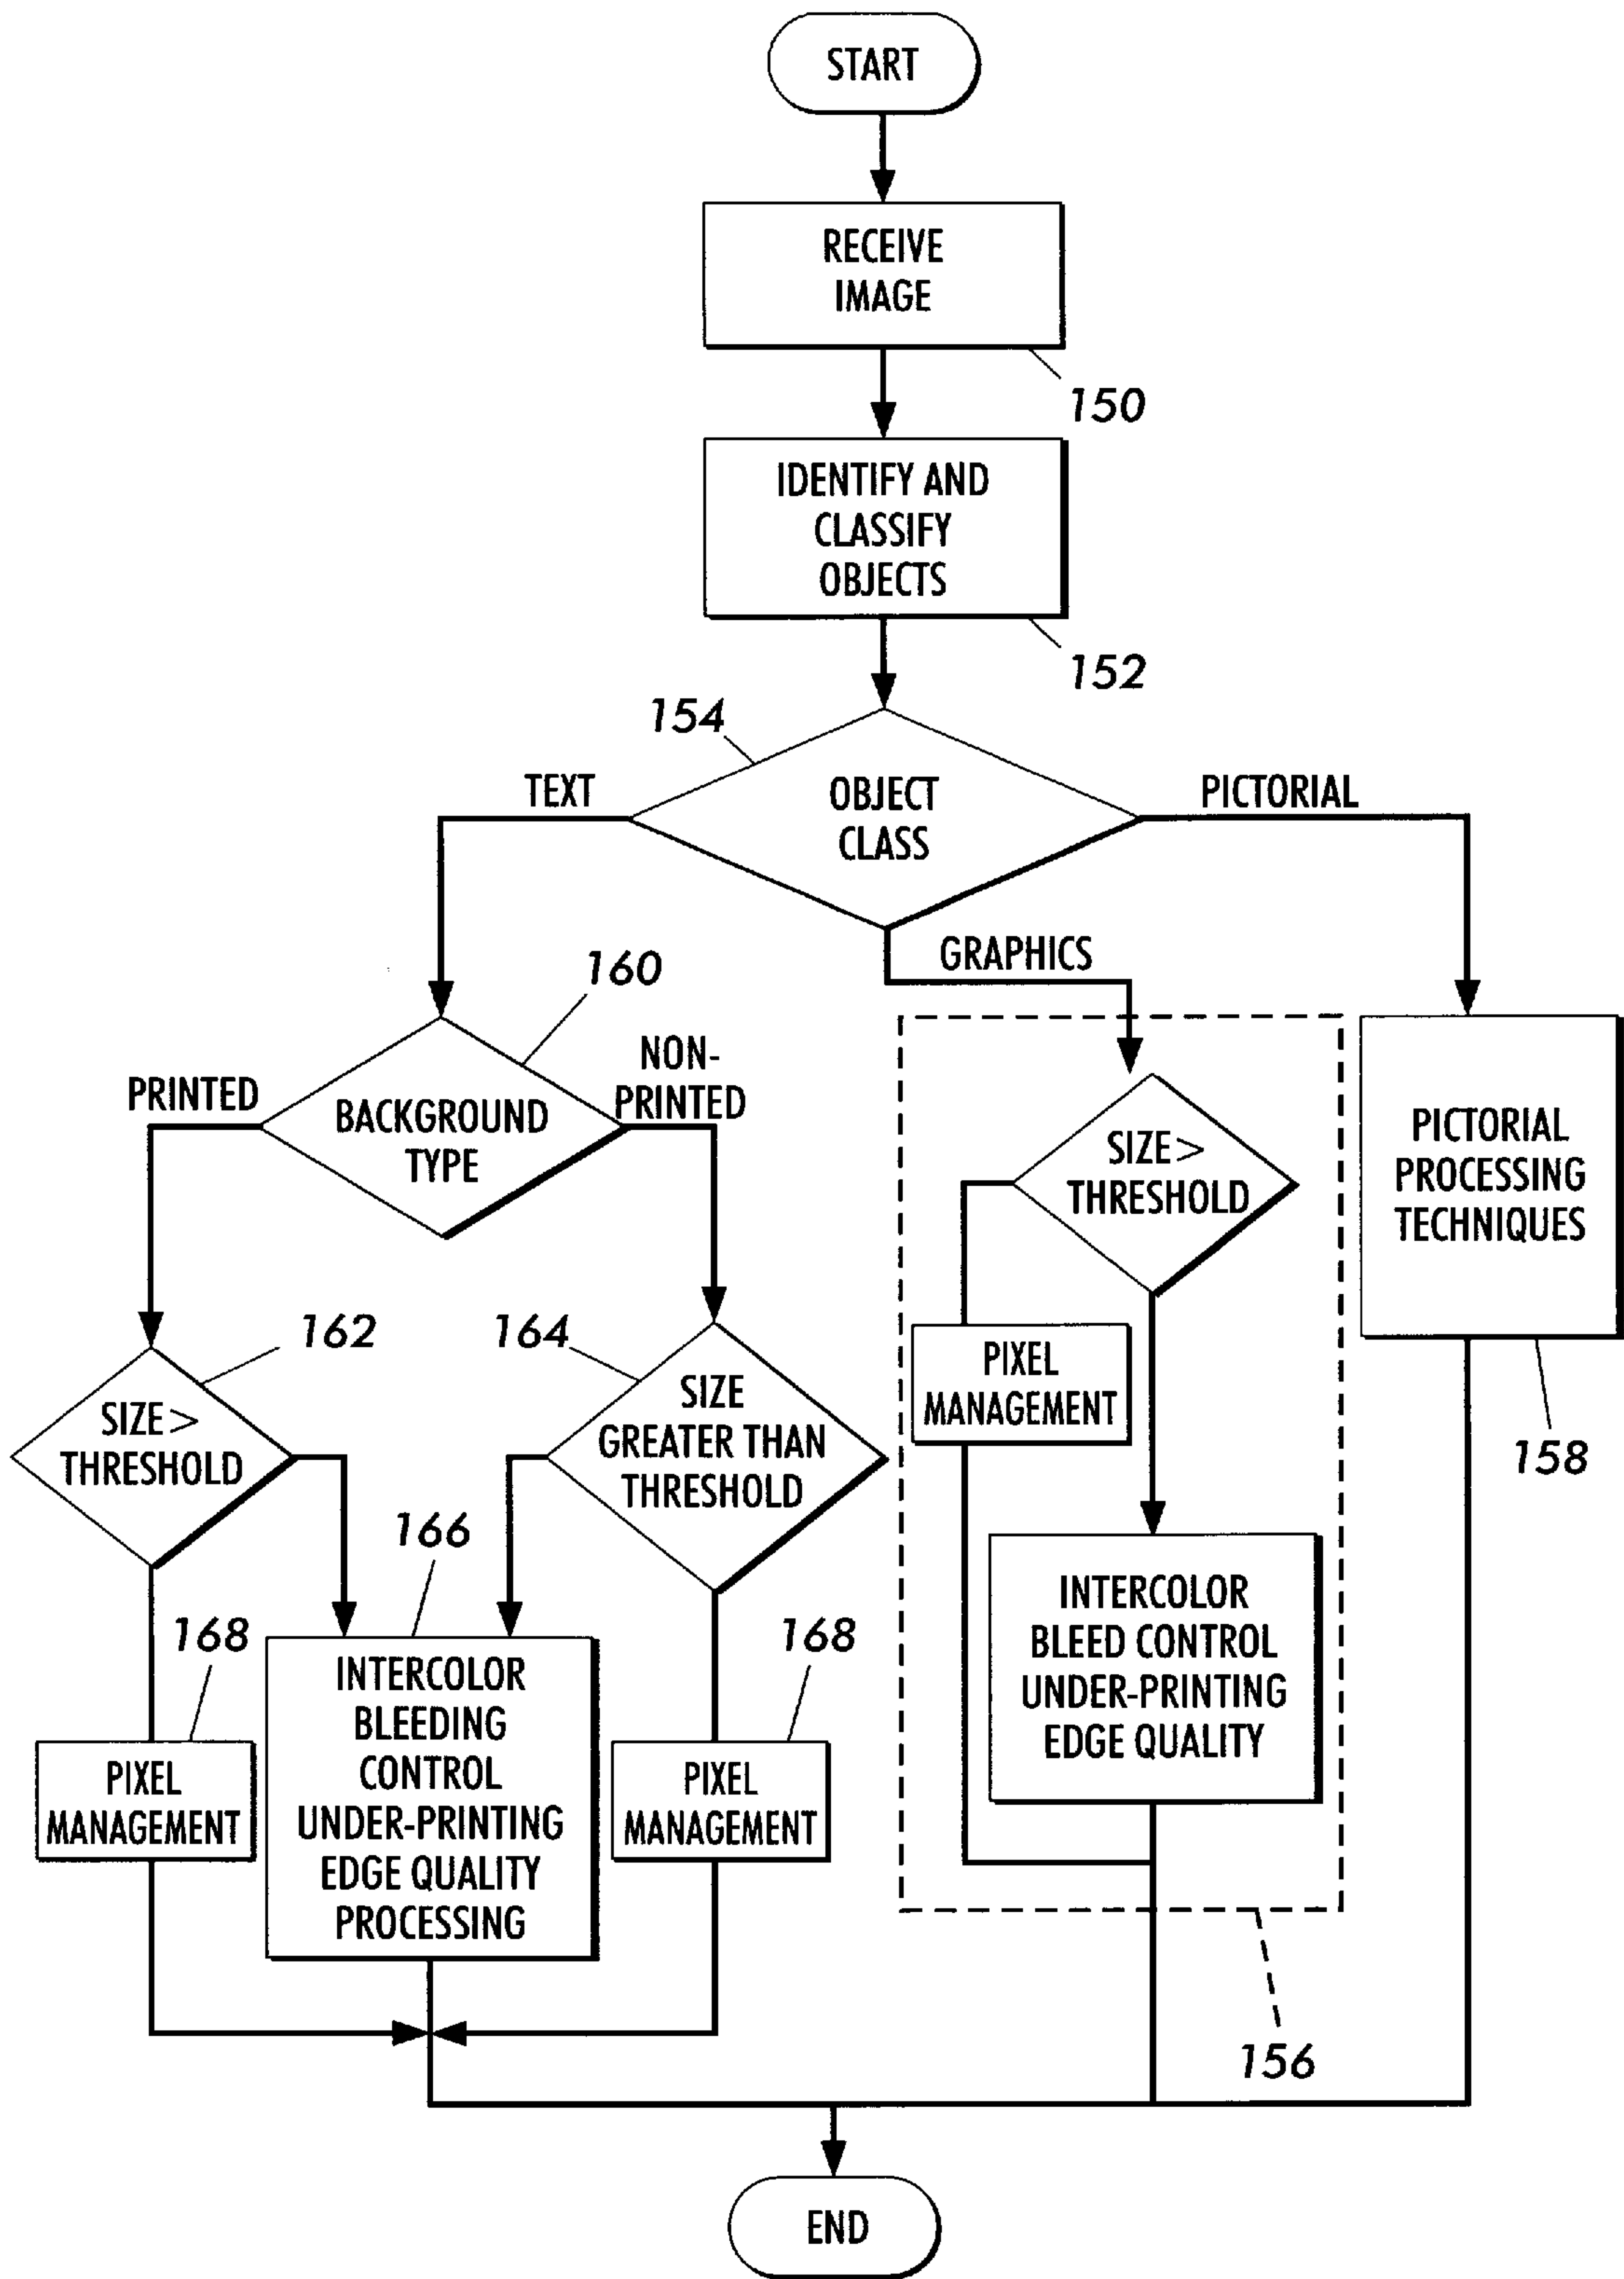 START
RECEIVE
IMAGE
150
IDENTIFY AND
CLASSIFY
OBJECTS
152
154
OBJECT
CLASS
TEXT
PICTORIAL
GRAPHICS
160
BACKGROUND
TYPE
PRINTED
NON-
PRINTED
162
SIZE >
THRESHOLD
164
SIZE
GREATER THAN
THRESHOLD
166
168
PIXEL
MANAGEMENT
INTERCOLOR
BLEEDING
CONTROL
UNDER-PRINTING
EDGE QUALITY
PROCESSING
168
PIXEL
MANAGEMENT
SIZE >
THRESHOLD
PIXEL
MANAGEMENT
INTERCOLOR
BLEED CONTROL
UNDER-PRINTING
EDGE QUALITY
156
PICTORIAL
PROCESSING
TECHNIQUES
158
END